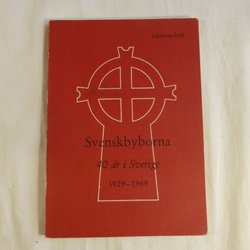 Jubileumsskrift
Svenskbyborna
40 år i Sverige
1929-1969